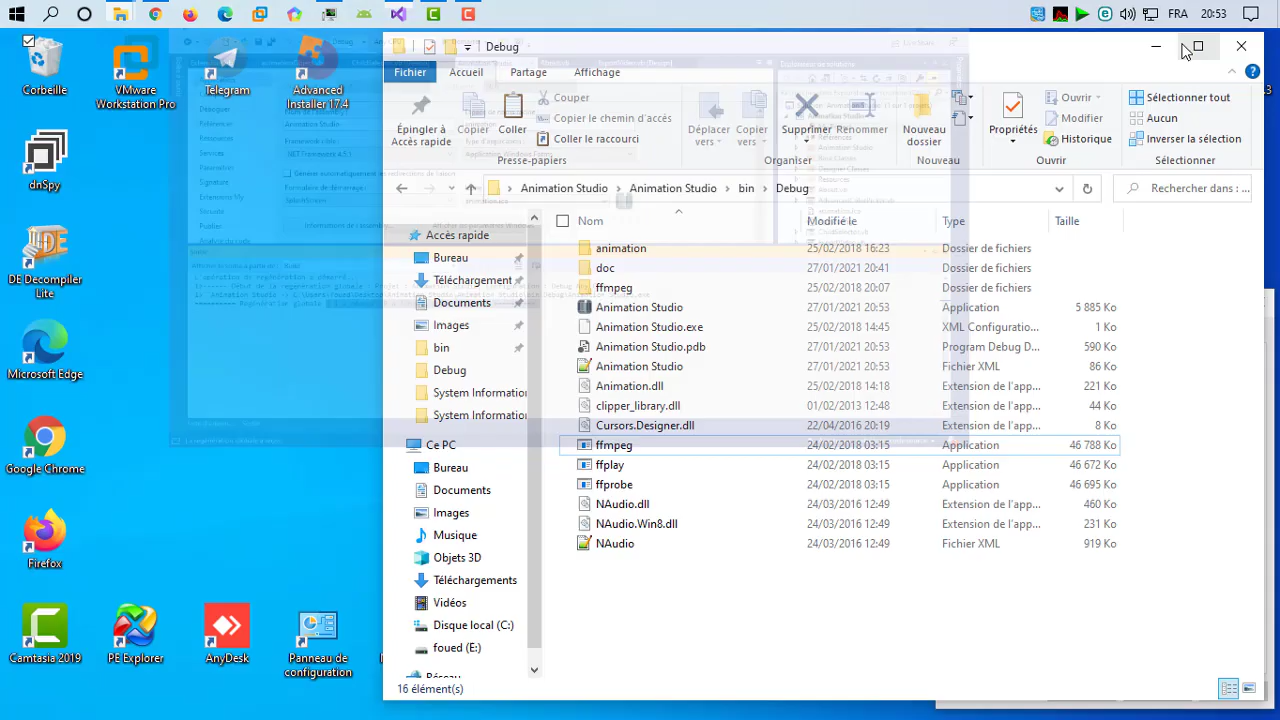 FRA 20:53
Debug
Fichier Accueil Partage Affichage
Épingler à Accès rapide
Copier
Coller
Couper
Copier le chemin d'accès
Coller le raccourci
Presse-papiers
Déplacer vers
Copier vers
Supprimer
Renommer
Organiser
Nouveau dossier
Nouveau
Propriétés
Ouvrir
Modifier
Historique
Ouvrir
Sélectionner tout
Aucun
Inverser la sélection
Sélectionner
Animation Studio Animation Studio bin Debug
Rechercher dans : ...
Accès rapide
Bureau
Téléchargement
Documents
Images
bin
Debug
System Informatio
System Informatio
Ce PC
Bureau
Documents
Images
Musique
Objets 3D
Téléchargements
Vidéos
Disque local (C:)
foued (E:)
Réseau
Nom Modifié le Type Taille
animation 25/02/2018 16:23 Dossier de fichiers
doc 27/01/2021 20:41 Dossier de fichiers
ffmpeg 25/02/2018 20:07 Dossier de fichiers
Animation Studio 27/01/2021 20:53 Application 5 885 Ko
Animation Studio.exe 25/02/2018 14:45 XML Configuratio... 1 Ko
Animation Studio.pdb 27/01/2021 20:53 Program Debug D... 590 Ko
Animation Studio 27/01/2021 20:53 Fichier XML 86 Ko
Animation.dll 25/02/2018 14:18 Extension de l'app... 221 Ko
clipper_library.dll 01/02/2013 12:48 Extension de l'app... 44 Ko
Cursors.Designer.dll 22/04/2016 20:19 Extension de l'app... 8 Ko
ffmpeg 24/02/2018 03:15 Application 46 788 Ko
ffplay 24/02/2018 03:15 Application 46 672 Ko
ffprobe 24/02/2018 03:15 Application 46 695 Ko
NAudio.dll 24/03/2016 12:49 Extension de l'app... 460 Ko
NAudio.Win8.dll 24/03/2016 12:49 Extension de l'app... 231 Ko
NAudio 24/03/2016 12:49 Fichier XML 919 Ko
16 élément(s)
Corbeille
VMware Workstation Pro
Telegram
Advanced Installer 17.4
dnSpy
DE Decompiler Lite
Microsoft Edge
Google Chrome
Firefox
Camtasia 2019
PE Explorer
AnyDesk
Panneau de configuration